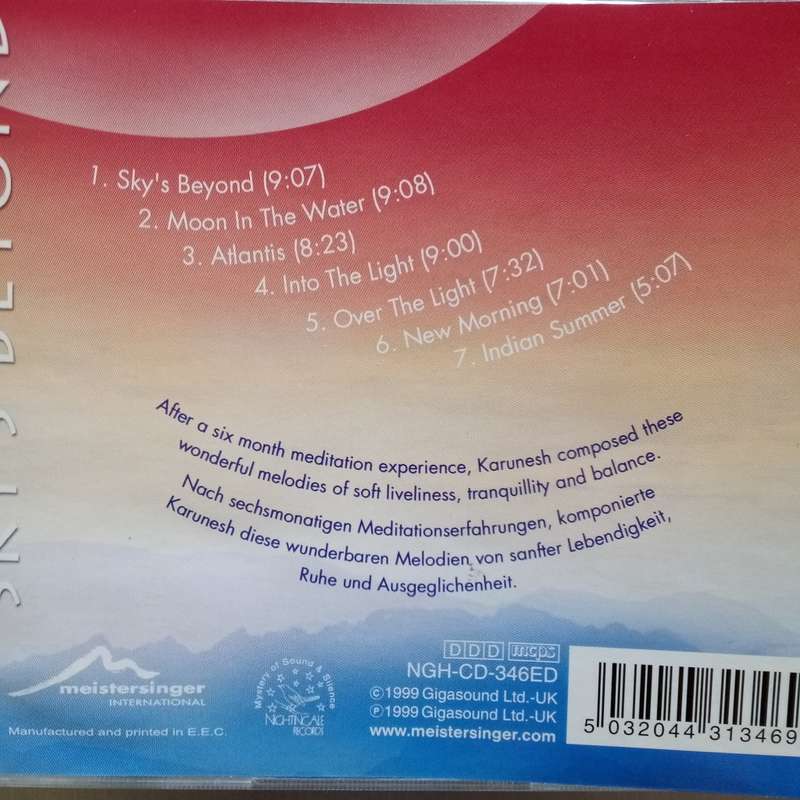 SKY'S BEYOND
1. Sky's Beyond (9:07)
2. Moon In The Water (9:08)
3. Atlantis (8:23)
4. Into The Light (9:00)
5. Over The Light (7:32)
6. New Morning (7:01)
7. Indian Summer (5:07)
After a six month meditation experience, Karunesh composed these
wonderful melodies of soft liveliness, tranquillity and balance.
Nach sechsmonatigen Meditationserfahrungen, komponierte
Karunesh diese wunderbaren Melodien von sanfter Lebendigkeit,
Ruhe und Ausgeglichenheit.
meistersinger
INTERNATIONAL
Manufactured and printed in E.E.C.
Mystery of Sound & Silence
NIGHTINGALE
RECORDS
DDD mcps
NGH-CD-346ED
©1999 Gigasound Ltd.-UK
℗1999 Gigasound Ltd.-UK
www.meistersinger.com
5 032044 313469